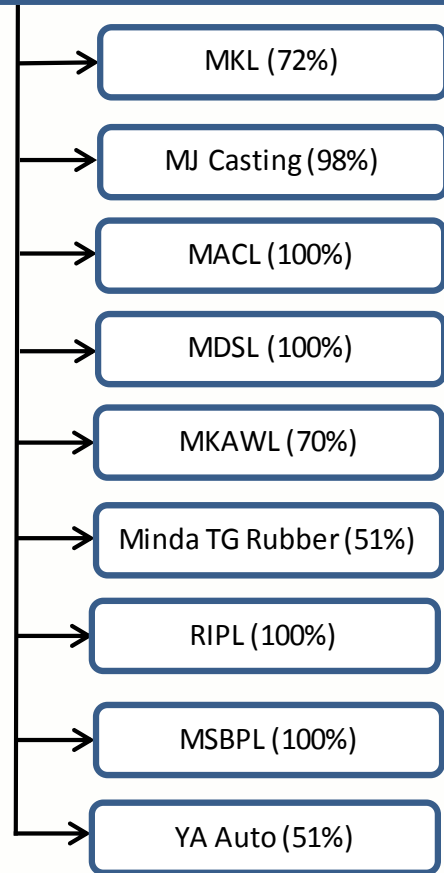 MKL (72%)
MJ Casting (98%)
MACL (100%)
MDSL (100%)
MKAWL (70%)
Minda TG Rubber (51%)
RIPL (100%)
MSBPL (100%)
YA Auto (51%)